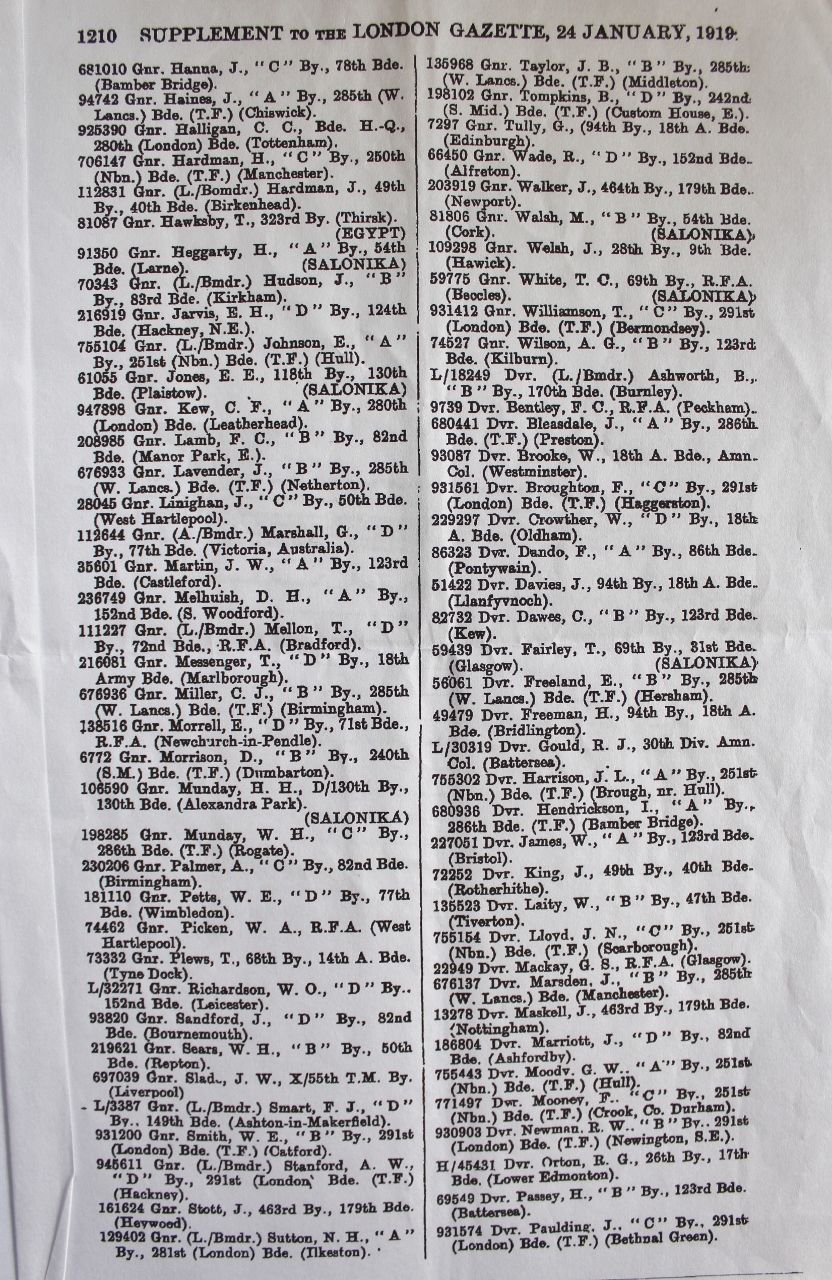 1210 SUPPLEMENT TO THE LONDON GAZETTE, 24 JANUARY, 1919.
681010 Gnr. Hanna, J., "C" By., 78th Bde.
(Bamber Bridge).
94742 Gnr. Haines, J., "A" By., 285th (W.
Lancs.) Bde. (T.F.) (Chiswick).
925390 Gnr. Halligan, C. C., Bde. H.-Q.,
280th (London) Bde. (Tottenham).
706147 Gnr. Hardman, H., "C" By., 250th
(Nbn.) Bde. (T.F.) (Manchester).
112831 Gnr. (L./Bomdr.) Hardman, J., 49th
By., 40th Bde. (Birkenhead).
81087 Gnr. Hawksby, T., 323rd By. (Thirsk).
(EGYPT)
91350 Gnr. Heggarty, H., "A" By., 54th
Bde. (Larne). (SALONIKA)
70343 Gnr. (L./Bmdr.) Hudson, J., "B"
By., 83rd Bde. (Kirkham).
216919 Gnr. Jarvis, E. H., "D" By., 124th
Bde. (Hackney, N.E.).
755104 Gnr. (L./Bmdr.) Johnson, E., "A"
By., 251st (Nbn.) Bde. (T.F.) (Hull).
61055 Gnr. Jones, E. E., 118th By., 130th
Bde. (Plaistow). (SALONIKA)
947898 Gnr. Kew, C. F., "A" By., 280th
(London) Bde. (Leatherhead).
208985 Gnr. Lamb, F. C., "B" By., 82nd
Bde. (Manor Park, E.).
676933 Gnr. Lavender, J., "B" By., 285th
(W. Lancs.) Bde. (T.F.) (Netherton).
28045 Gnr. Linighan, J., "C" By., 50th Bde.
(West Hartlepool).
112644 Gnr. (A./Bmdr.) Marshall, G., "D"
By., 77th Bde. (Victoria, Australia).
35601 Gnr. Martin, J. W., "A" By., 123rd
Bde. (Castleford).
236749 Gnr. Melhuish, D. H., "A" By.,
152nd Bde. (S. Woodford).
111227 Gnr. (L./Bmdr.) Mellon, T., "D"
By., 72nd Bde., R.F.A. (Bradford).
216081 Gnr. Messenger, T., "D" By., 18th
Army Bde. (Marlborough).
676936 Gnr. Miller, C. J., "B" By., 285th
(W. Lancs.) Bde. (T.F.) (Birmingham).
138516 Gnr. Morrell, E., "D" By., 71st Bde.,
R.F.A. (Newchurch-in-Pendle).
6772 Gnr. Morrison, D., "B" By., 240th
(S.M.) Bde. (T.F.) (Dumbarton).
106590 Gnr. Munday, H. H., D/130th By.,
130th Bde. (Alexandra Park).
(SALONIKA)
198285 Gnr. Munday, W. H., "C" By.,
286th Bde. (T.F.) (Rogate).
230206 Gnr. Palmer, A., "C" By., 82nd Bde.
(Birmingham).
181110 Gnr. Petts, W. E., "D" By., 77th
Bde. (Wimbledon).
74462 Gnr. Picken, W. A., R.F.A. (West
Hartlepool).
73332 Gnr. Plews, T., 68th By., 14th A. Bde.
(Tyne Dock).
L/32271 Gnr. Richardson, W. O., "D" By..
152nd Bde. (Leicester).
93820 Gnr. Sandford, J., "D" By., 82nd
Bde. (Bournemouth).
219621 Gnr. Sears, W. H., "B" By., 50th
Bde. (Repton).
697039 Gnr. Slad., J. W., X/55th T.M. By.
(Liverpool)
L/3387 Gnr. (L./Bmdr.) Smart, F. J., "D"
By.. 149th Bde. (Ashton-in-Makerfield).
931200 Gnr. Smith, W. E., "B" By., 291st
(London) Bde. (T.F.) (Catford).
945611 Gnr. (L./Bmdr.) Stanford, A. W.,
"D" By., 291st (London) Bde. (T.F.)
(Hackney).
161624 Gnr. Stott, J., 463rd By., 179th Bde.
(Heywood).
129402 Gnr. (L./Bmdr.) Sutton, N. H., "A"
By., 281st (London) Bde. (Ilkeston).
135968 Gnr. Taylor, J. B., "B" By., 285th
(W. Lancs.) Bde. (T.F.) (Middleton).
198102 Gnr. Tompkins, B., "D" By., 242nd
(S. Mid.) Bde. (T.F.) (Custom House, E.).
7297 Gnr. Tully, G., (94th By., 18th A. Bde.
(Edinburgh).
66450 Gnr. Wade, R., "D" By., 152nd Bde.
(Alfreton).
203919 Gnr. Walker, J., 464th By., 179th Bde..
(Newport).
81806 Gnr. Walsh, M., "B" By., 54th Bde.
(Cork). (SALONIKA)
109298 Gnr. Welsh, J., 28th By., 9th Bde.
(Hawick).
59775 Gnr. White, T. C., 69th By., R.F.A.
(Beccles). (SALONIKA)
931412 Gnr. Williamson, T., "C" By., 291st
(London) Bde. (T.F.) (Bermondsey).
74527 Gnr. Wilson, A. G., "B" By., 123rd
Bde. (Kilburn).
L/18249 Dvr. (L./Bmdr.) Ashworth, B.,
"B" By., 170th Bde. (Burnley).
9739 Dvr. Bentley, F. C., R.F.A. (Peckham).
680441 Dvr. Bleasdale, J., "A" By., 286th
Bde. (T.F.) (Preston).
93087 Dvr. Brooke, W., 18th A. Bde., Amn.
Col. (Westminster).
931561 Dvr. Broughton, F., "C" By., 291st
(London) Bde. (T.F.) (Haggerston).
229297 Dvr. Crowther, W., "D" By., 18th
A. Bde. (Oldham).
86323 Dvr. Dando, F., "A" By., 86th Bde.
(Pontywain).
51422 Dvr. Davies, J., 94th By., 18th A. Bde.
(Llanfyvnoch).
82732 Dvr. Dawes, C., "B" By., 123rd Bde.
(Kew).
59439 Dvr. Fairley, T., 69th By., 31st Bde.
(Glasgow). (SALONIKA)
56061 Dvr. Freeland, E., "B" By., 285th
(W. Lancs.) Bde. (T.F.) (Hersham).
49479 Dvr. Freeman, H., 94th By., 18th A.
Bde. (Bridlington).
L/30319 Dvr. Gould, R. J., 30th Div. Amn.
Col. (Battersea).
755302 Dvr. Harrison, J. L., "A" By., 251st
(Nbn.) Bde. (T.F.) (Brough, nr. Hull).
680936 Dvr. Hendrickson, I., "A" By.,
286th Bde. (T.F.) (Bamber Bridge).
227051 Dvr. James, W., "A" By., 123rd Bde.
(Bristol).
72252 Dvr. King, J., 49th By., 40th Bde.
(Rotherhithe).
135523 Dvr. Laity, W., "B" By., 47th Bde.
(Tiverton).
755154 Dvr. Lloyd, J. N., "C" By., 251st
(Nbn.) Bde. (T.F.) (Scarborough).
22949 Dvr. Mackay, G. S., R.F.A. (Glasgow).
676137 Dvr. Marsden, J., "B" By., 285th
(W. Lancs.) Bde. (Manchester).
13278 Dvr. Maskell, J., 463rd By., 179th Bde.
(Nottingham).
186804 Dvr. Marriott, J., "D" By., 82nd
Bde. (Ashfordby).
755443 Dvr. Moody, G. W.. "A" By., 251st
(Nbn.) Bde. (T.F.) (Hull).
771497 Dvr. Mooney, F.. "C" By., 251st
(Nbn.) Bde. (T.F.) (Crook, Co. Durham).
930903 Dvr. Newman, R. W.. "B" By.. 291st
(London) Bde. (T.F.) (Newington, S.E.).
H/45431 Dvr. Orton, R. G., 26th By., 17th
Bde. (Lower Edmonton).
69549 Dvr. Passey, H., "B" By., 123rd Bde.
(Battersea).
931574 Dvr. Paulding, J.. "C" By., 291st
(London) Bde. (T.F.) (Bethnal Green).